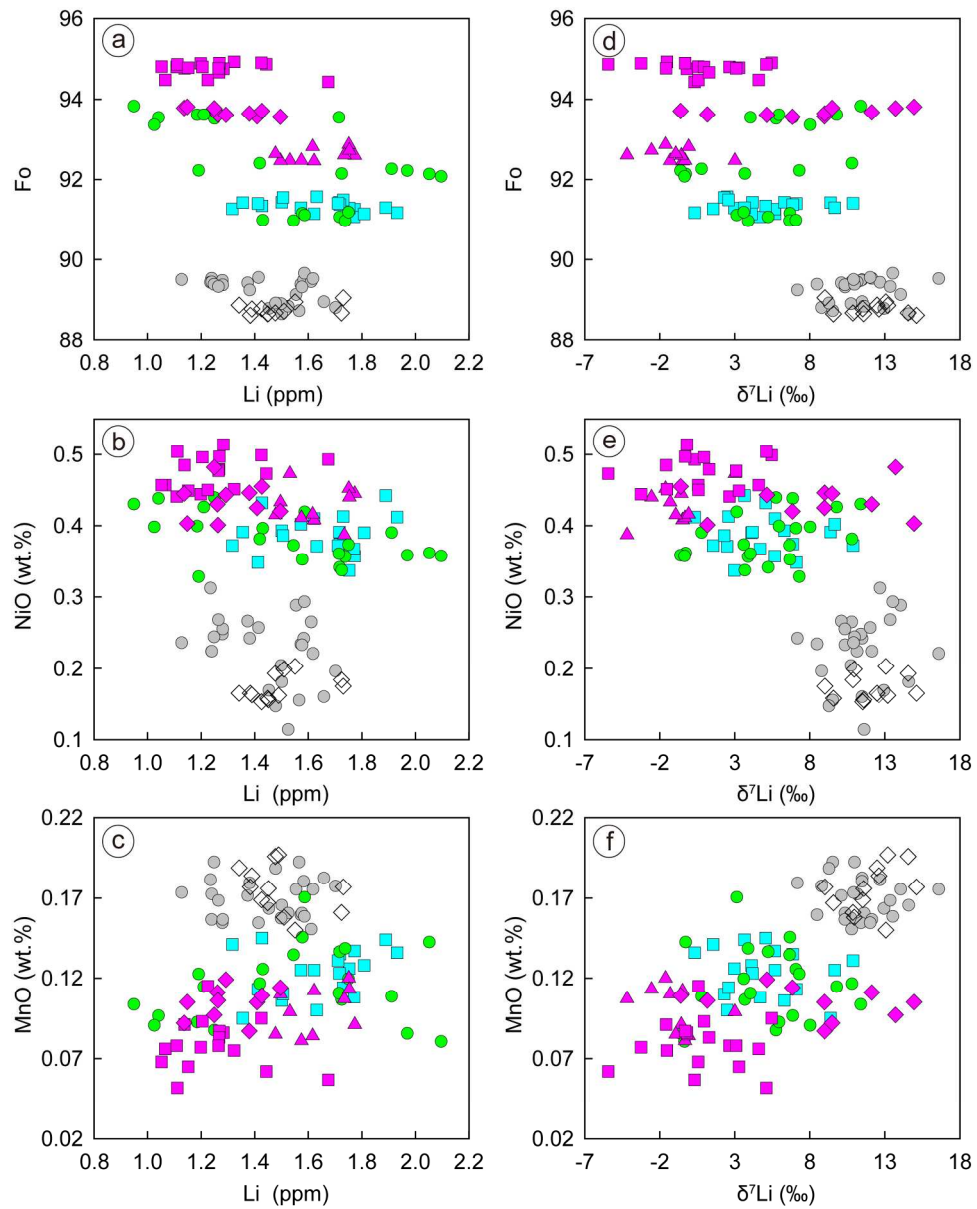 a
96
94
92
90
88
Fo
0.8 1.0 1.2 1.4 1.6 1.8 2.0 2.2
Li (ppm)
d
96
94
92
90
88
Fo
-7 -2 3 8 13 18
δ⁷Li (‰)
b
0.5
0.4
0.3
0.2
0.1
NiO (wt.%)
0.8 1.0 1.2 1.4 1.6 1.8 2.0 2.2
Li (ppm)
e
0.5
0.4
0.3
0.2
0.1
NiO (wt.%)
-7 -2 3 8 13 18
δ⁷Li (‰)
c
0.22
0.17
0.12
0.07
0.02
MnO (wt.%)
0.8 1.0 1.2 1.4 1.6 1.8 2.0 2.2
Li (ppm)
f
0.22
0.17
0.12
0.07
0.02
MnO (wt.%)
-7 -2 3 8 13 18
δ⁷Li (‰)